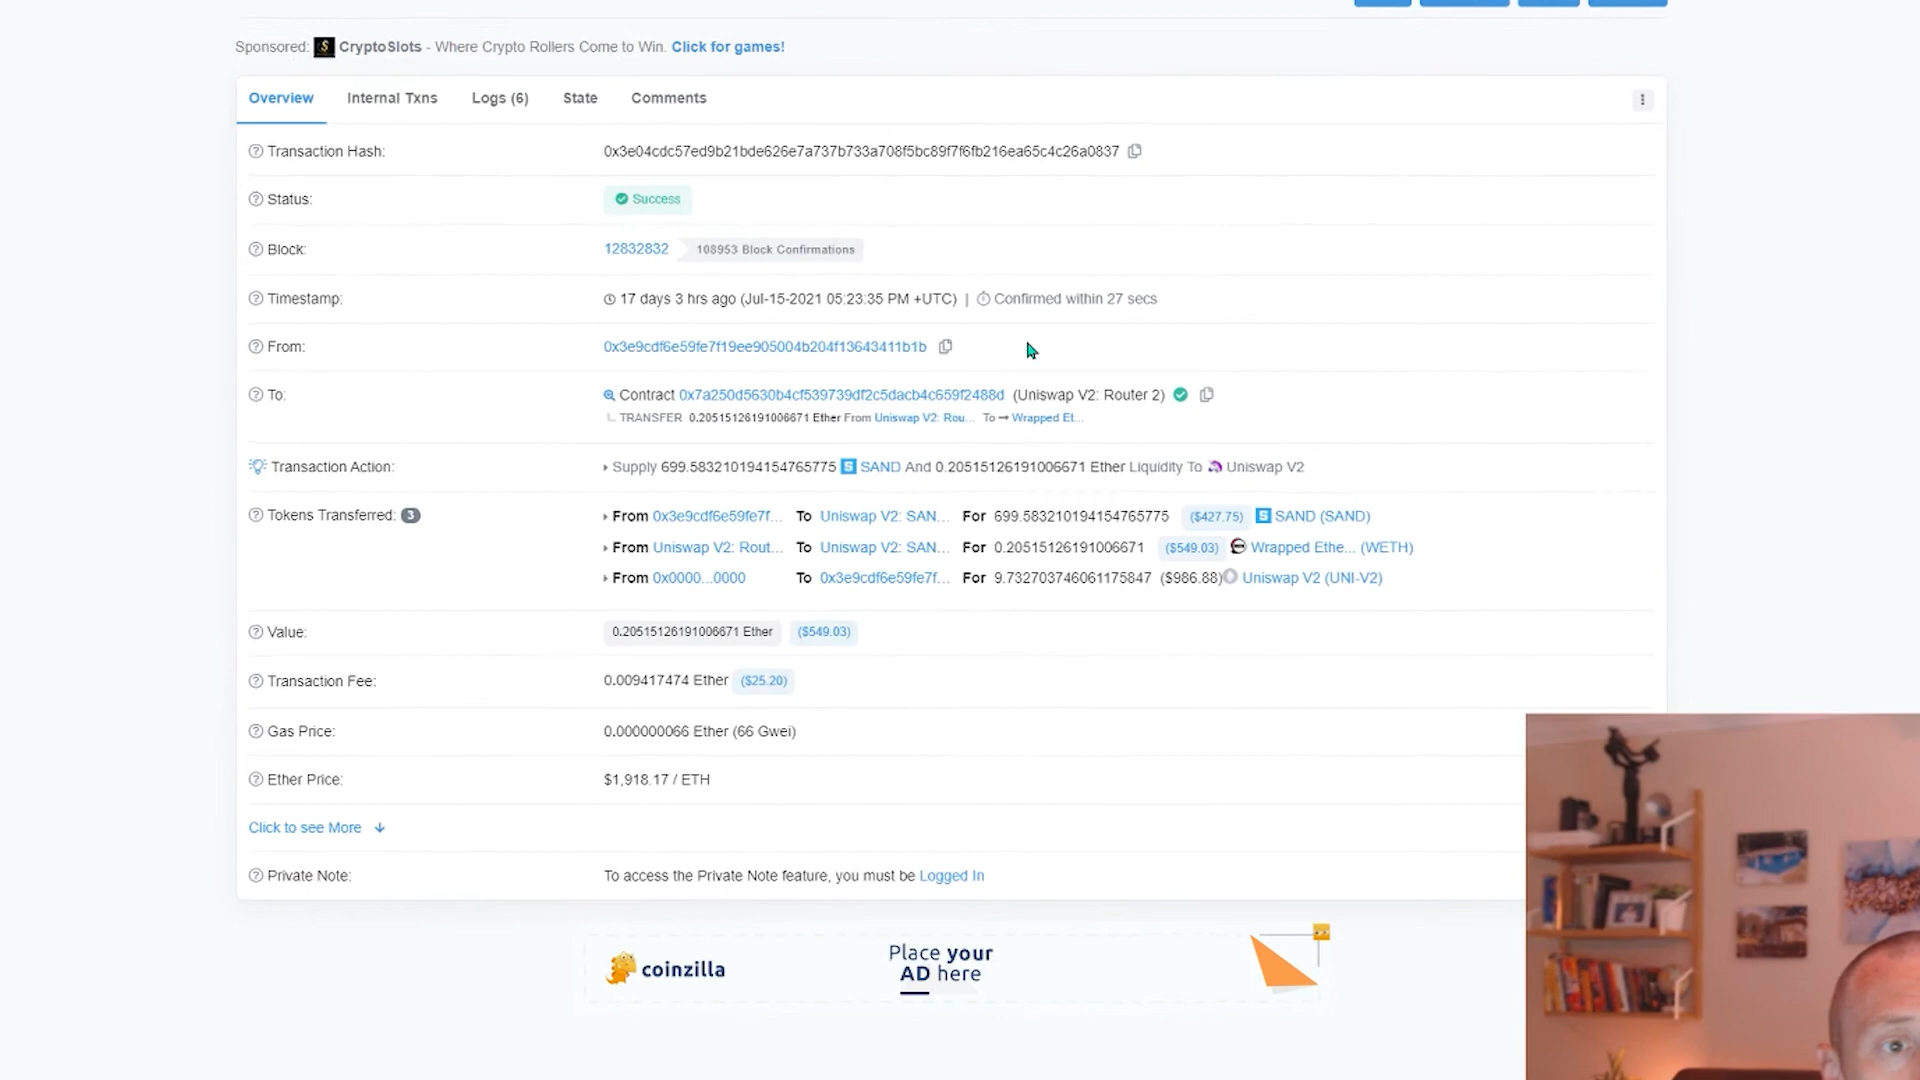 Sponsored: CryptoSlots - Where Crypto Rollers Come to Win. Click for games!
Overview Internal Txns Logs (6) State Comments
Transaction Hash: 0x3e04cdc57ed9b21bde626e7a737b733a708f5bc89f7f6fb216ea65c4c26a0837
Status: Success
Block: 12832832 108953 Block Confirmations
Timestamp: 17 days 3 hrs ago (Jul-15-2021 05:23:35 PM +UTC) | Confirmed within 27 secs
From: 0x3e9cdf6e59fe7f19ee905004b204f13643411b1b
To: Contract 0x7a250d5630b4cf539739df2c5dacb4c659f2488d (Uniswap V2: Router 2)
TRANSFER 0.20515126191006671 Ether From Uniswap V2: Rou... To → Wrapped Et...
Transaction Action: Supply 699.583210194154765775 SAND And 0.20515126191006671 Ether Liquidity To Uniswap V2
Tokens Transferred: 3 From 0x3e9cdf6e59fe7f... To Uniswap V2: SAN... For 699.583210194154765775 ($427.75) SAND (SAND)
From Uniswap V2: Rout... To Uniswap V2: SAN... For 0.20515126191006671 ($549.03) Wrapped Ethe... (WETH)
From 0x0000...0000 To 0x3e9cdf6e59fe7f... For 9.732703746061175847 ($986.88) Uniswap V2 (UNI-V2)
Value: 0.20515126191006671 Ether ($549.03)
Transaction Fee: 0.009417474 Ether ($25.20)
Gas Price: 0.000000066 Ether (66 Gwei)
Ether Price: $1,918.17 / ETH
Click to see More
Private Note: To access the Private Note feature, you must be Logged In
coinzilla Place your
AD here